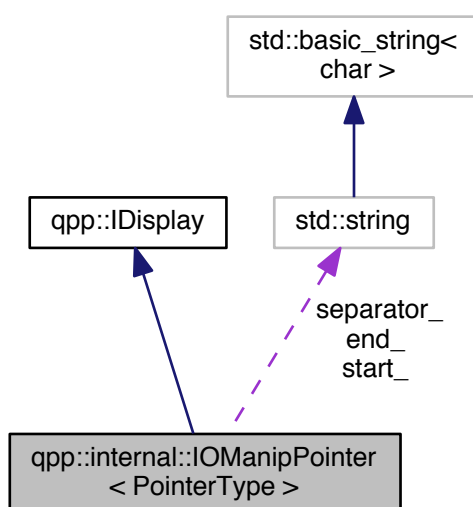 std::basic_string<
char >
qpp::IDisplay
std::string
separator_
end_
start_
qpp::internal::IOManipPointer
< PointerType >